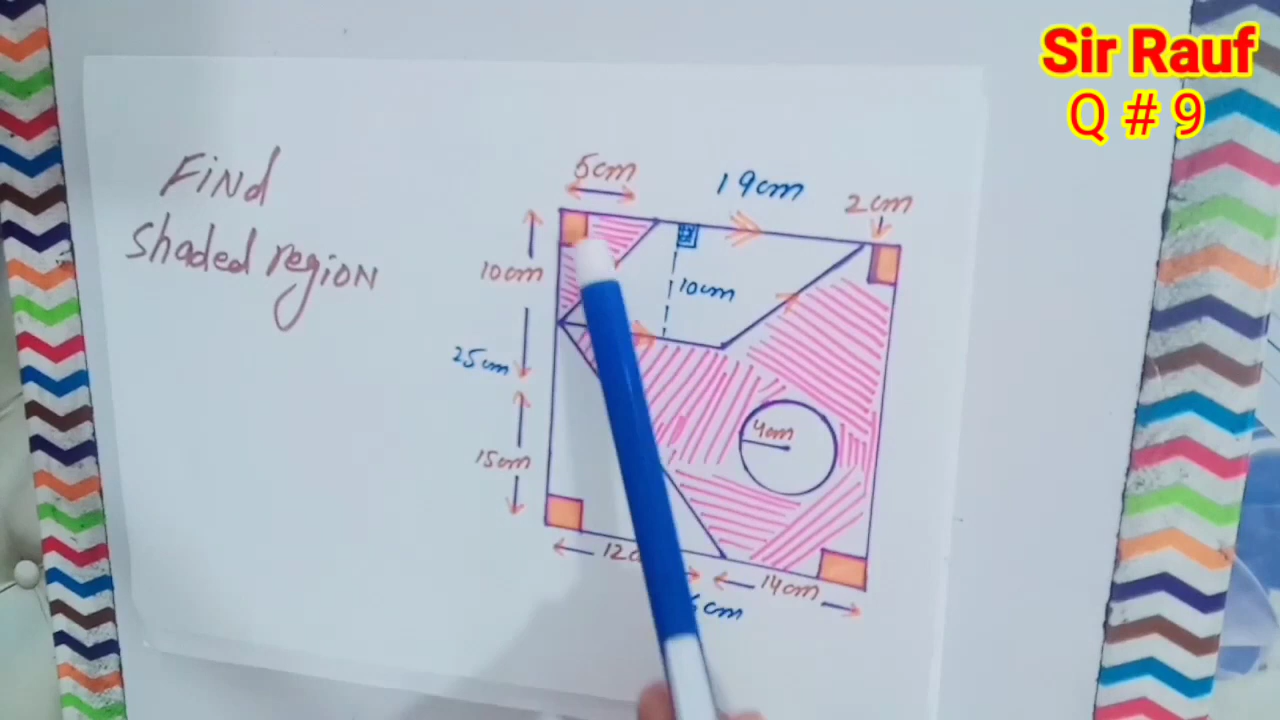 Sir Rauf
Q # 9
Find
shaded region
5cm
19cm
2cm
10cm
10cm
25cm
4cm
15cm
14cm